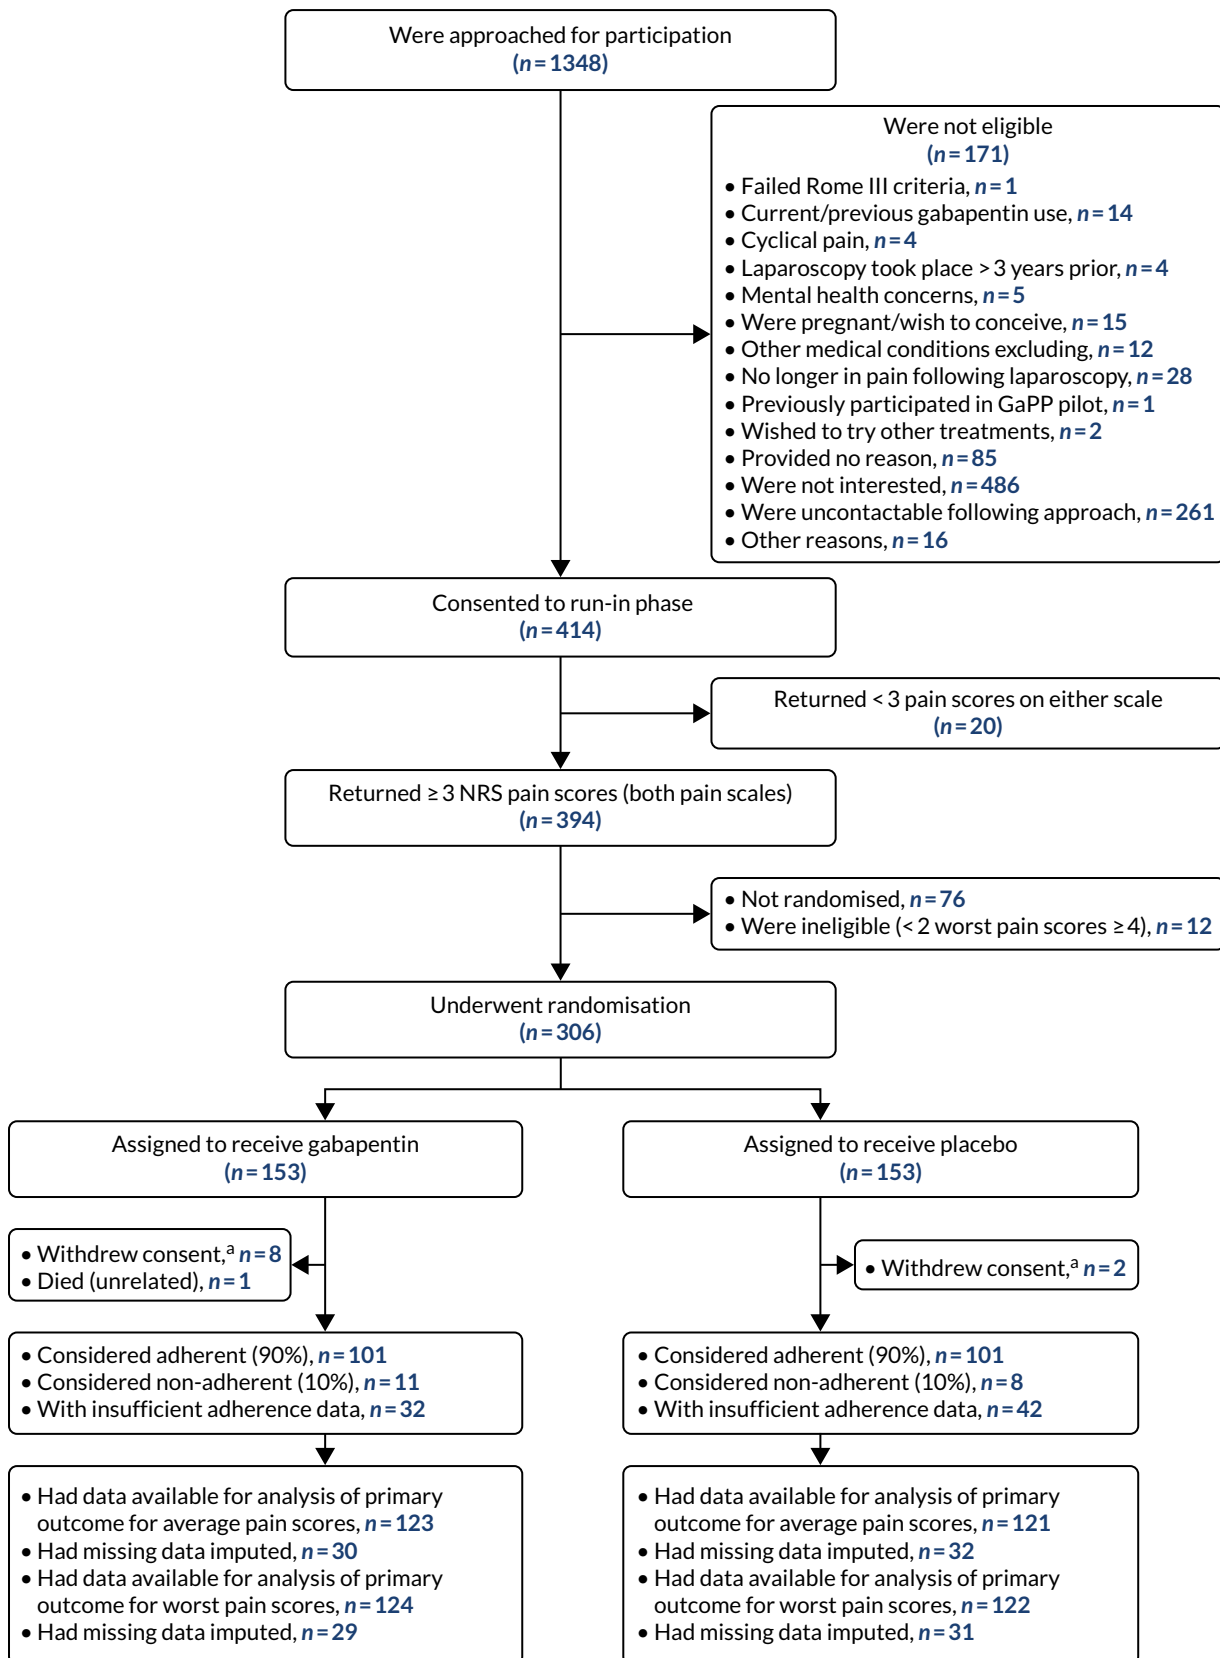 Were approached for participation
(n = 1348)
Were not eligible
(n = 171)
• Failed Rome III criteria, n = 1
• Current/previous gabapentin use, n = 14
• Cyclical pain, n = 4
• Laparoscopy took place > 3 years prior, n = 4
• Mental health concerns, n = 5
• Were pregnant/wish to conceive, n = 15
• Other medical conditions excluding, n = 12
• No longer in pain following laparoscopy, n = 28
• Previously participated in GaPP pilot, n = 1
• Wished to try other treatments, n = 2
• Provided no reason, n = 85
• Were not interested, n = 486
• Were uncontactable following approach, n = 261
• Other reasons, n = 16
Consented to run-in phase
(n = 414)
Returned < 3 pain scores on either scale
(n = 20)
Returned ≥ 3 NRS pain scores (both pain scales)
(n = 394)
• Not randomised, n = 76
• Were ineligible (< 2 worst pain scores ≥ 4), n = 12
Underwent randomisation
(n = 306)
Assigned to receive gabapentin
(n = 153)
Assigned to receive placebo
(n = 153)
• Withdrew consent,ᵃ n = 8
• Died (unrelated), n = 1
• Withdrew consent,ᵃ n = 2
• Considered adherent (90%), n = 101
• Considered non-adherent (10%), n = 11
• With insufficient adherence data, n = 32
• Considered adherent (90%), n = 101
• Considered non-adherent (10%), n = 8
• With insufficient adherence data, n = 42
• Had data available for analysis of primary
outcome for average pain scores, n = 123
• Had missing data imputed, n = 30
• Had data available for analysis of primary
outcome for worst pain scores, n = 124
• Had missing data imputed, n = 29
• Had data available for analysis of primary
outcome for average pain scores, n = 121
• Had missing data imputed, n = 32
• Had data available for analysis of primary
outcome for worst pain scores, n = 122
• Had missing data imputed, n = 31